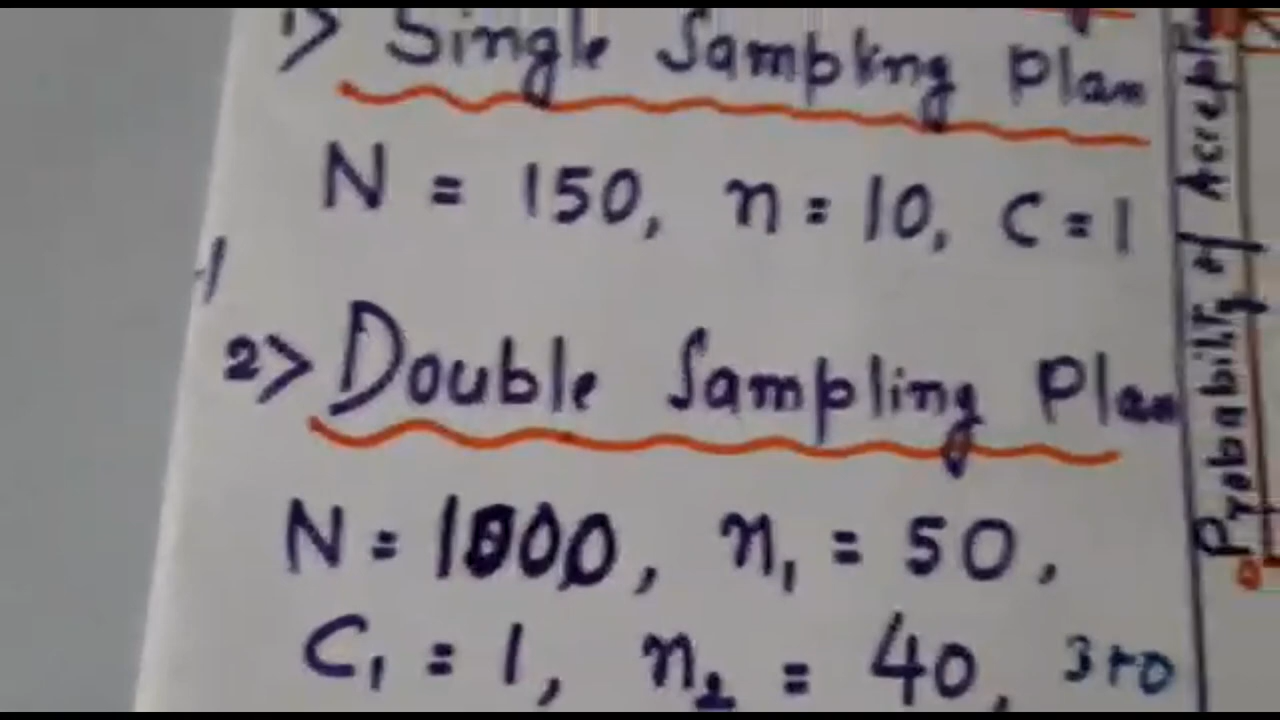 1> Single Sampling Plan
N = 150, n = 10, C = 1
2> Double Sampling Plan
N = 1000, n₁ = 50,
C₁ = 1, n₂ = 40,
Probability of